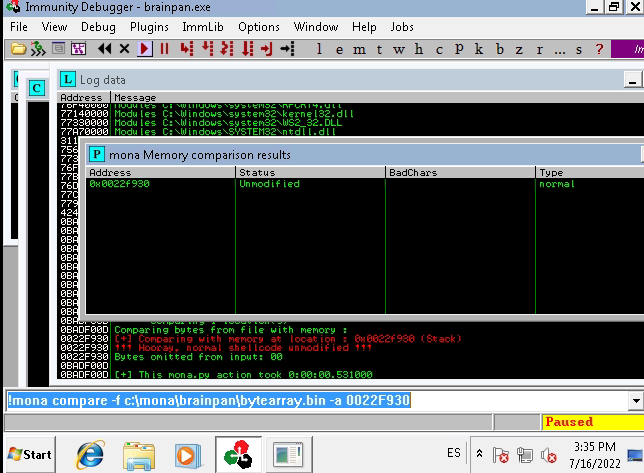 Immunity Debugger - brainpan.exe
File View Debug Plugins ImmLib Options Window Help Jobs
l e m t w h c p k b z r ... s ?
Log data
Address Message
76F40000 Modules C:\Windows\system32\RPCRT4.dll
77140000 Modules C:\Windows\system32\kernel32.dll
77330000 Modules C:\Windows\system32\WS2_32.DLL
77A70000 Modules C:\Windows\SYSTEM32\ntdll.dll
mona Memory comparison results
Address Status BadChars Type
0x0022f930 Unmodified normal
0BADF00D Comparing bytes from file with memory :
0022F930 [+] Comparing with memory at location : 0x0022f930 (Stack)
0022F930 !!! Hooray, normal shellcode unmodified !!!
0022F930 Bytes omitted from input: 00
0BADF00D
0BADF00D [+] This mona.py action took 0:00:00.531000
!mona compare -f c:\mona\brainpan\bytearray.bin -a 0022F930
Paused
Start
ES
3:35 PM
7/16/2022